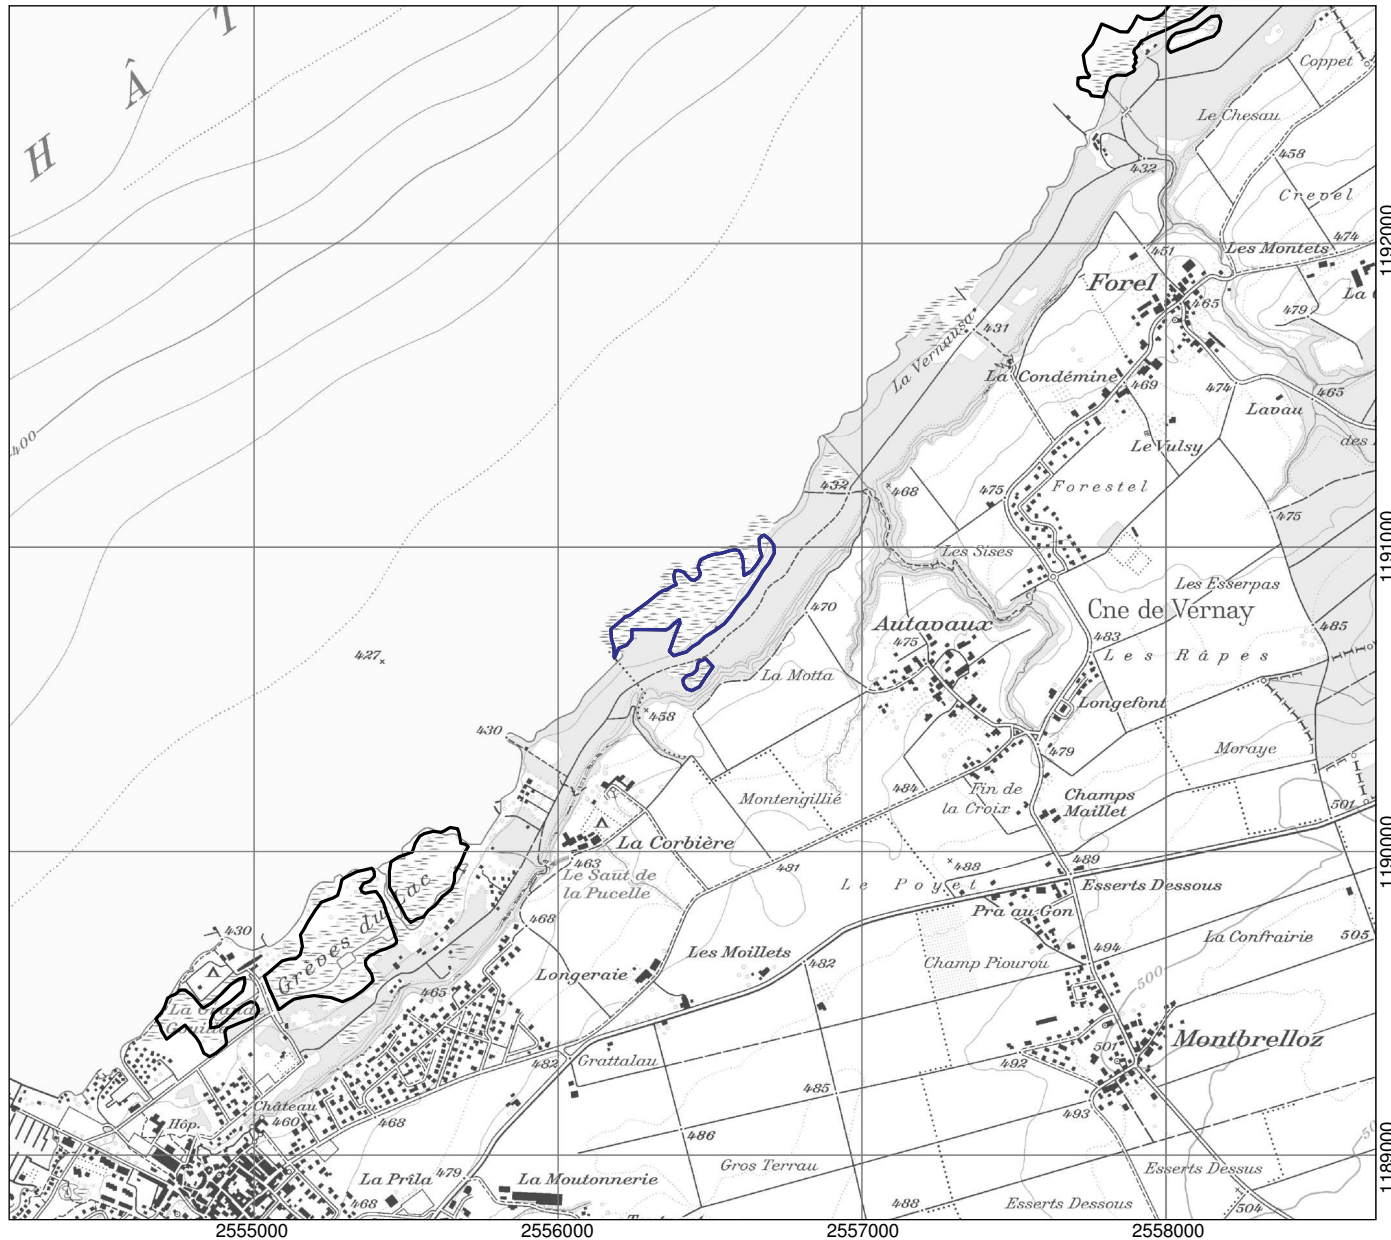 H Â T
Coppet
Le Chesau
458
432
Crevel
1192000
451
Les Montets
474
Forel
465
La
479
431
La Vernausa
La Condémine
469
474
465
Lavau
400
Le Vulsy
des
432
468
475
Forestel
475
1191000
Les Sises
Les Esserpas
470
Cne de Vernay
Autavaux
475
483
485
427
Les Râpes
La Motta
Longefont
458
430
479
Moraye
484
Fin de
la Croix
Champs
Maillet
Montengillié
501
1190000
La Corbière
463
Le Saut de
la Pucelle
491
488
489
Le Poyet
Esserts Dessous
Grèves du Lac
Pra au Gon
468
430
La Confrairie
505
Les Moillets
494
482
Longeraie
Champ Piourou
465
500
La Grande
Gouille
Montbrelloz
501
482
Grattalau
492
485
Château
460
493
Hôp.
468
486
1189000
Gros Terrau
Esserts Dessus
La Prîla
479
La Moutonnerie
468
488
Esserts Dessous
504
2555000
2556000
2557000
2558000